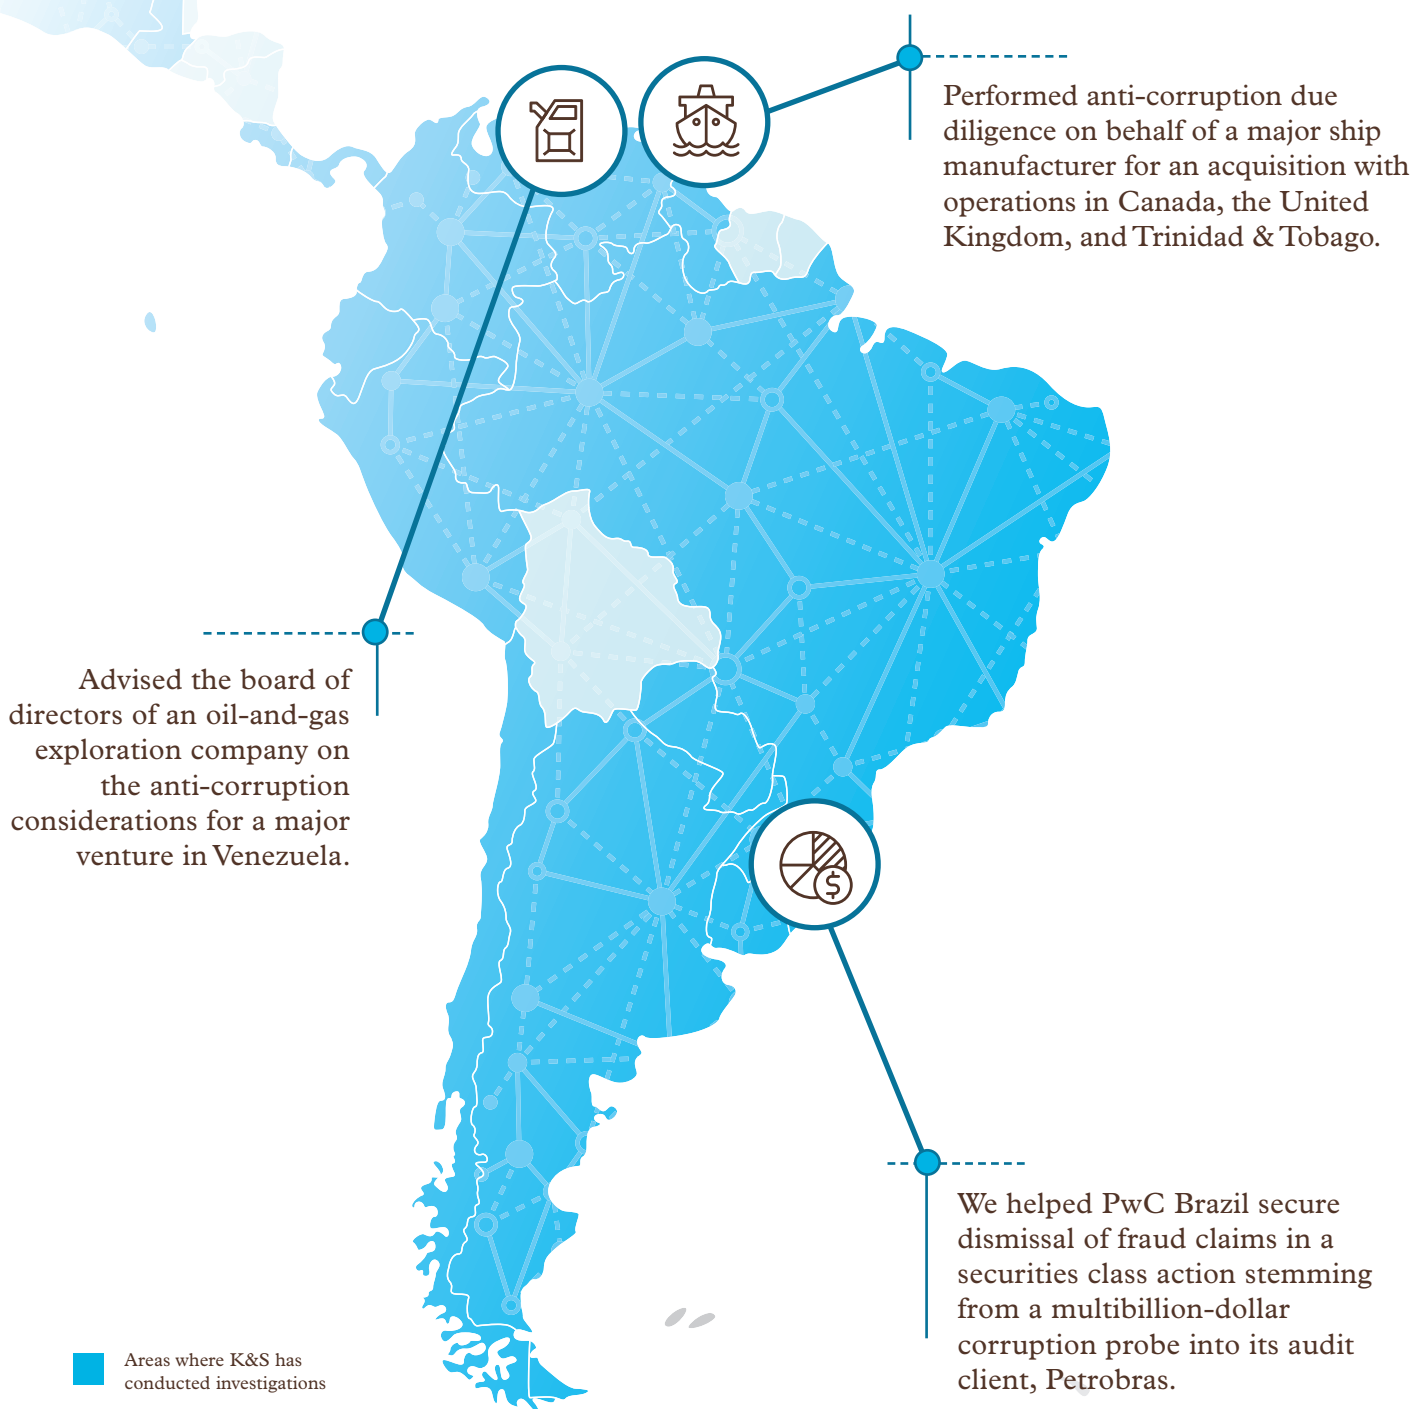 Performed anti-corruption due
diligence on behalf of a major ship
manufacturer for an acquisition with
operations in Canada, the United
Kingdom, and Trinidad & Tobago.
Advised the board of
directors of an oil-and-gas
exploration company on
the anti-corruption
considerations for a major
venture in Venezuela.
We helped PwC Brazil secure
dismissal of fraud claims in a
securities class action stemming
from a multibillion-dollar
corruption probe into its audit
client, Petrobras.
Areas where K&S has
conducted investigations
$